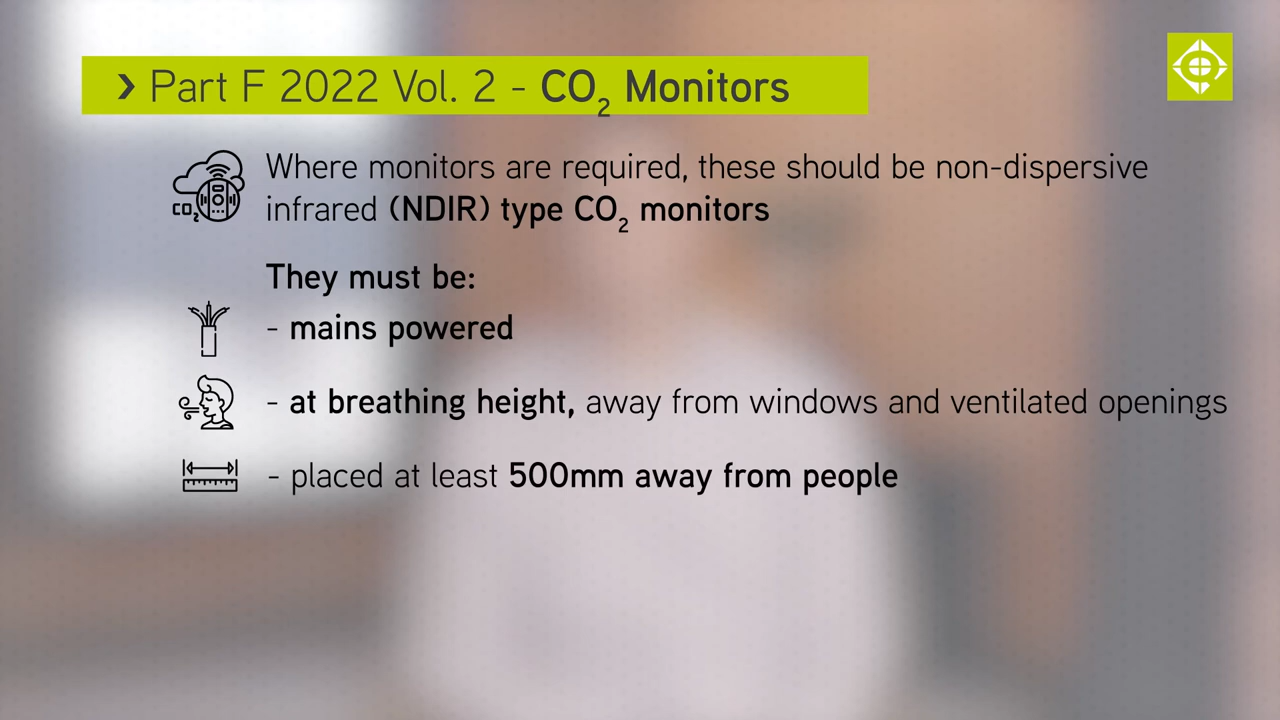 › Part F 2022 Vol. 2 - CO₂ Monitors
Where monitors are required, these should be non-dispersive
infrared (NDIR) type CO₂ monitors
CO₂
They must be:
- mains powered
- at breathing height, away from windows and ventilated openings
- placed at least 500mm away from people